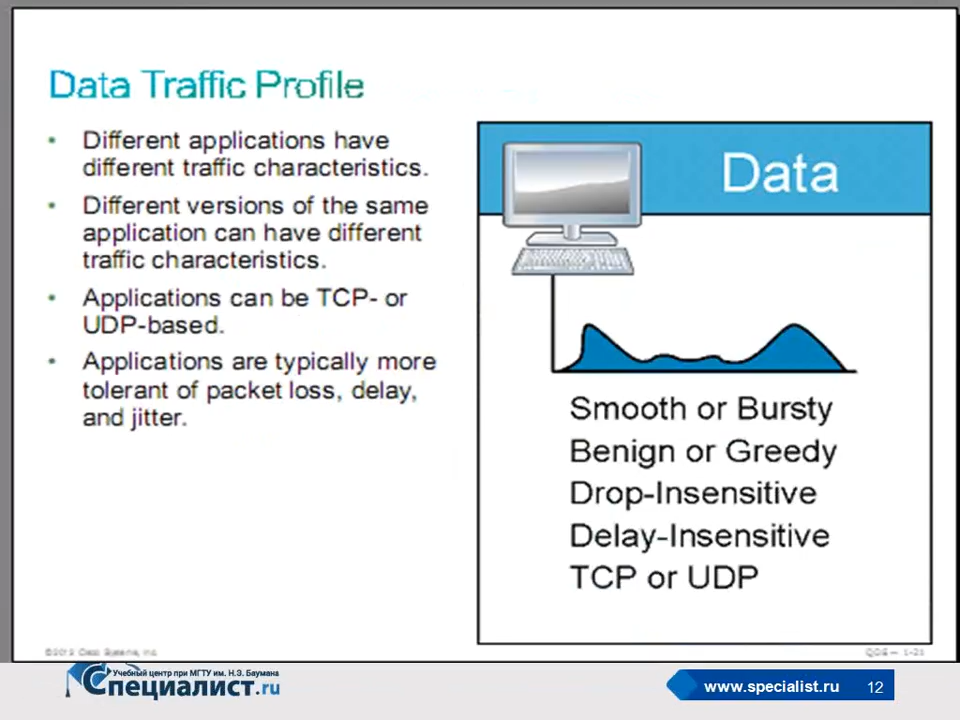 Data Traffic Profile
• Different applications have
different traffic characteristics.
• Different versions of the same
application can have different
traffic characteristics.
• Applications can be TCP- or
UDP-based.
• Applications are typically more
tolerant of packet loss, delay,
and jitter.
Data
Smooth or Bursty
Benign or Greedy
Drop-Insensitive
Delay-Insensitive
TCP or UDP
Cisco Systems, Inc.
Учебный центр при МГТУ им. Н.Э. Баумана
Специалист.ru
www.specialist.ru
12